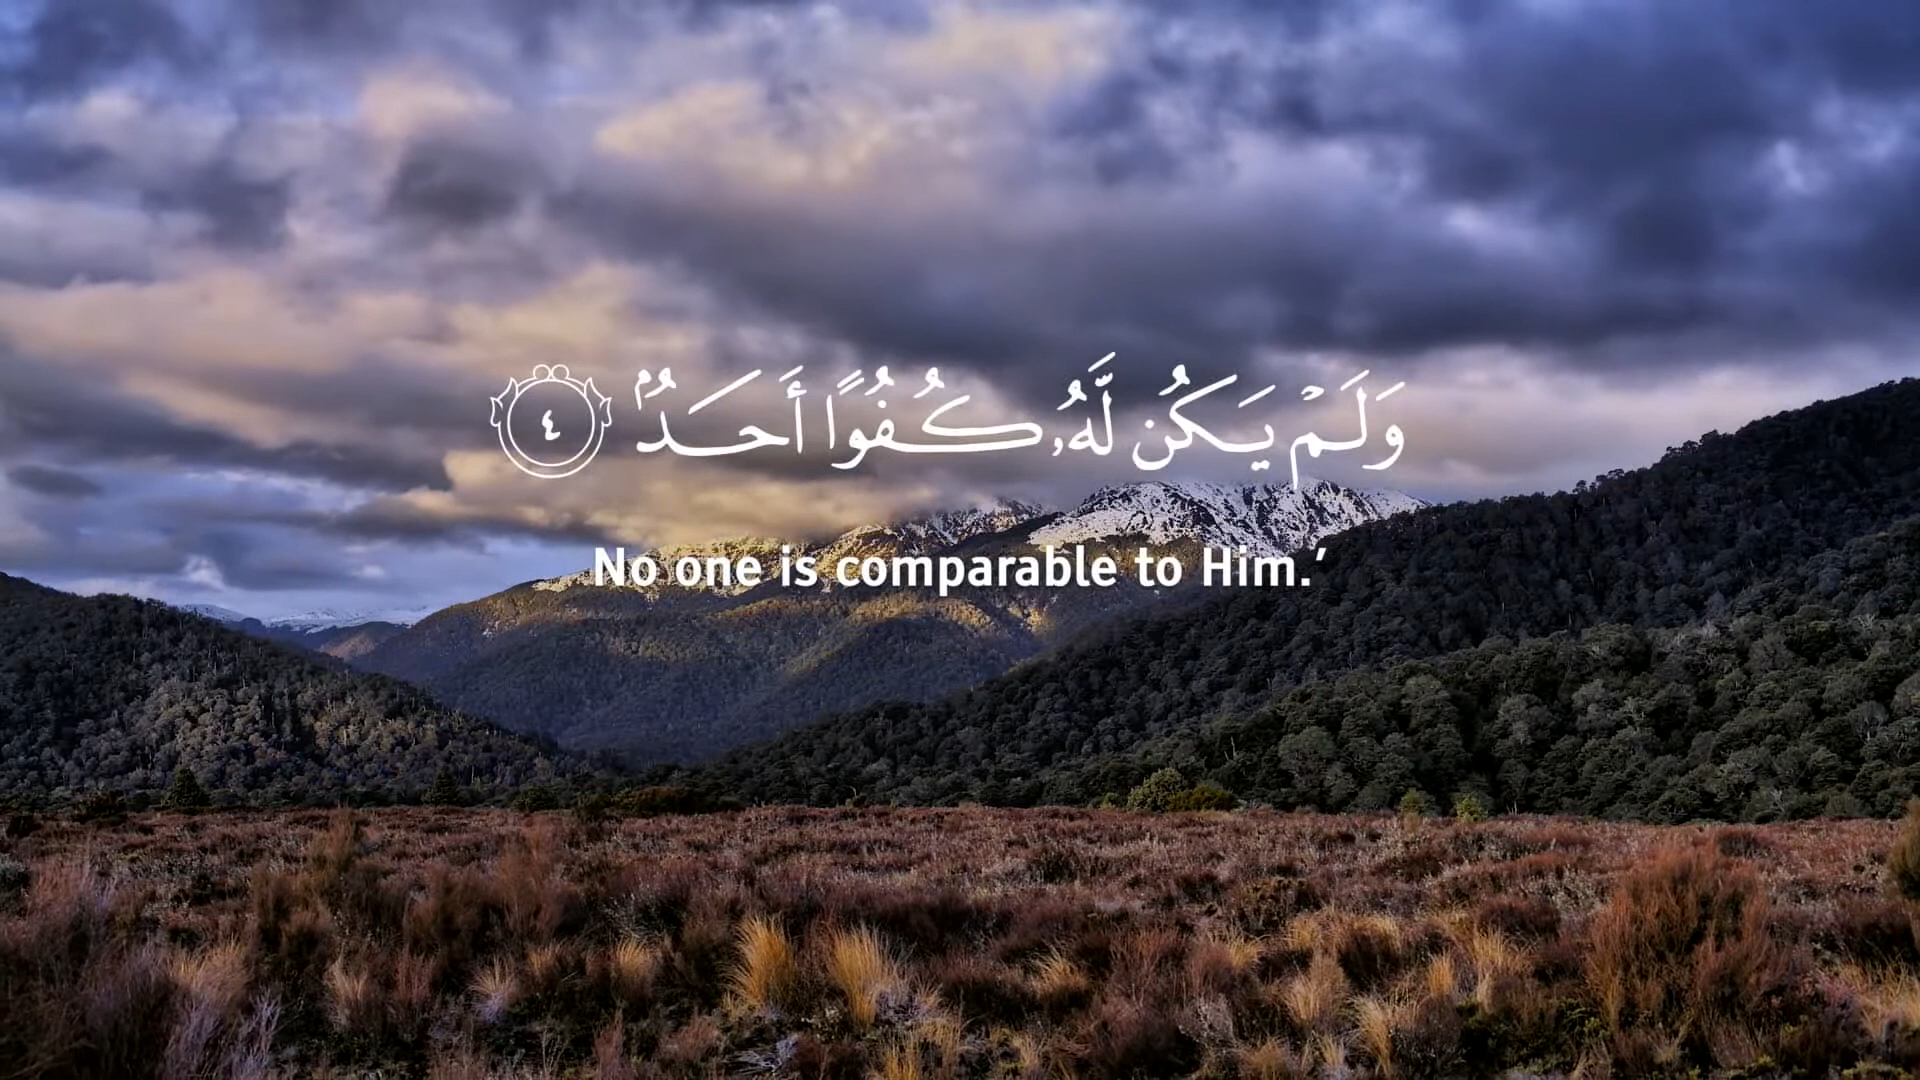 وَلَمْ يَكُن لَّهُۥ كُفُوًا أَحَدٌۢ ٤
No one is comparable to Him.’